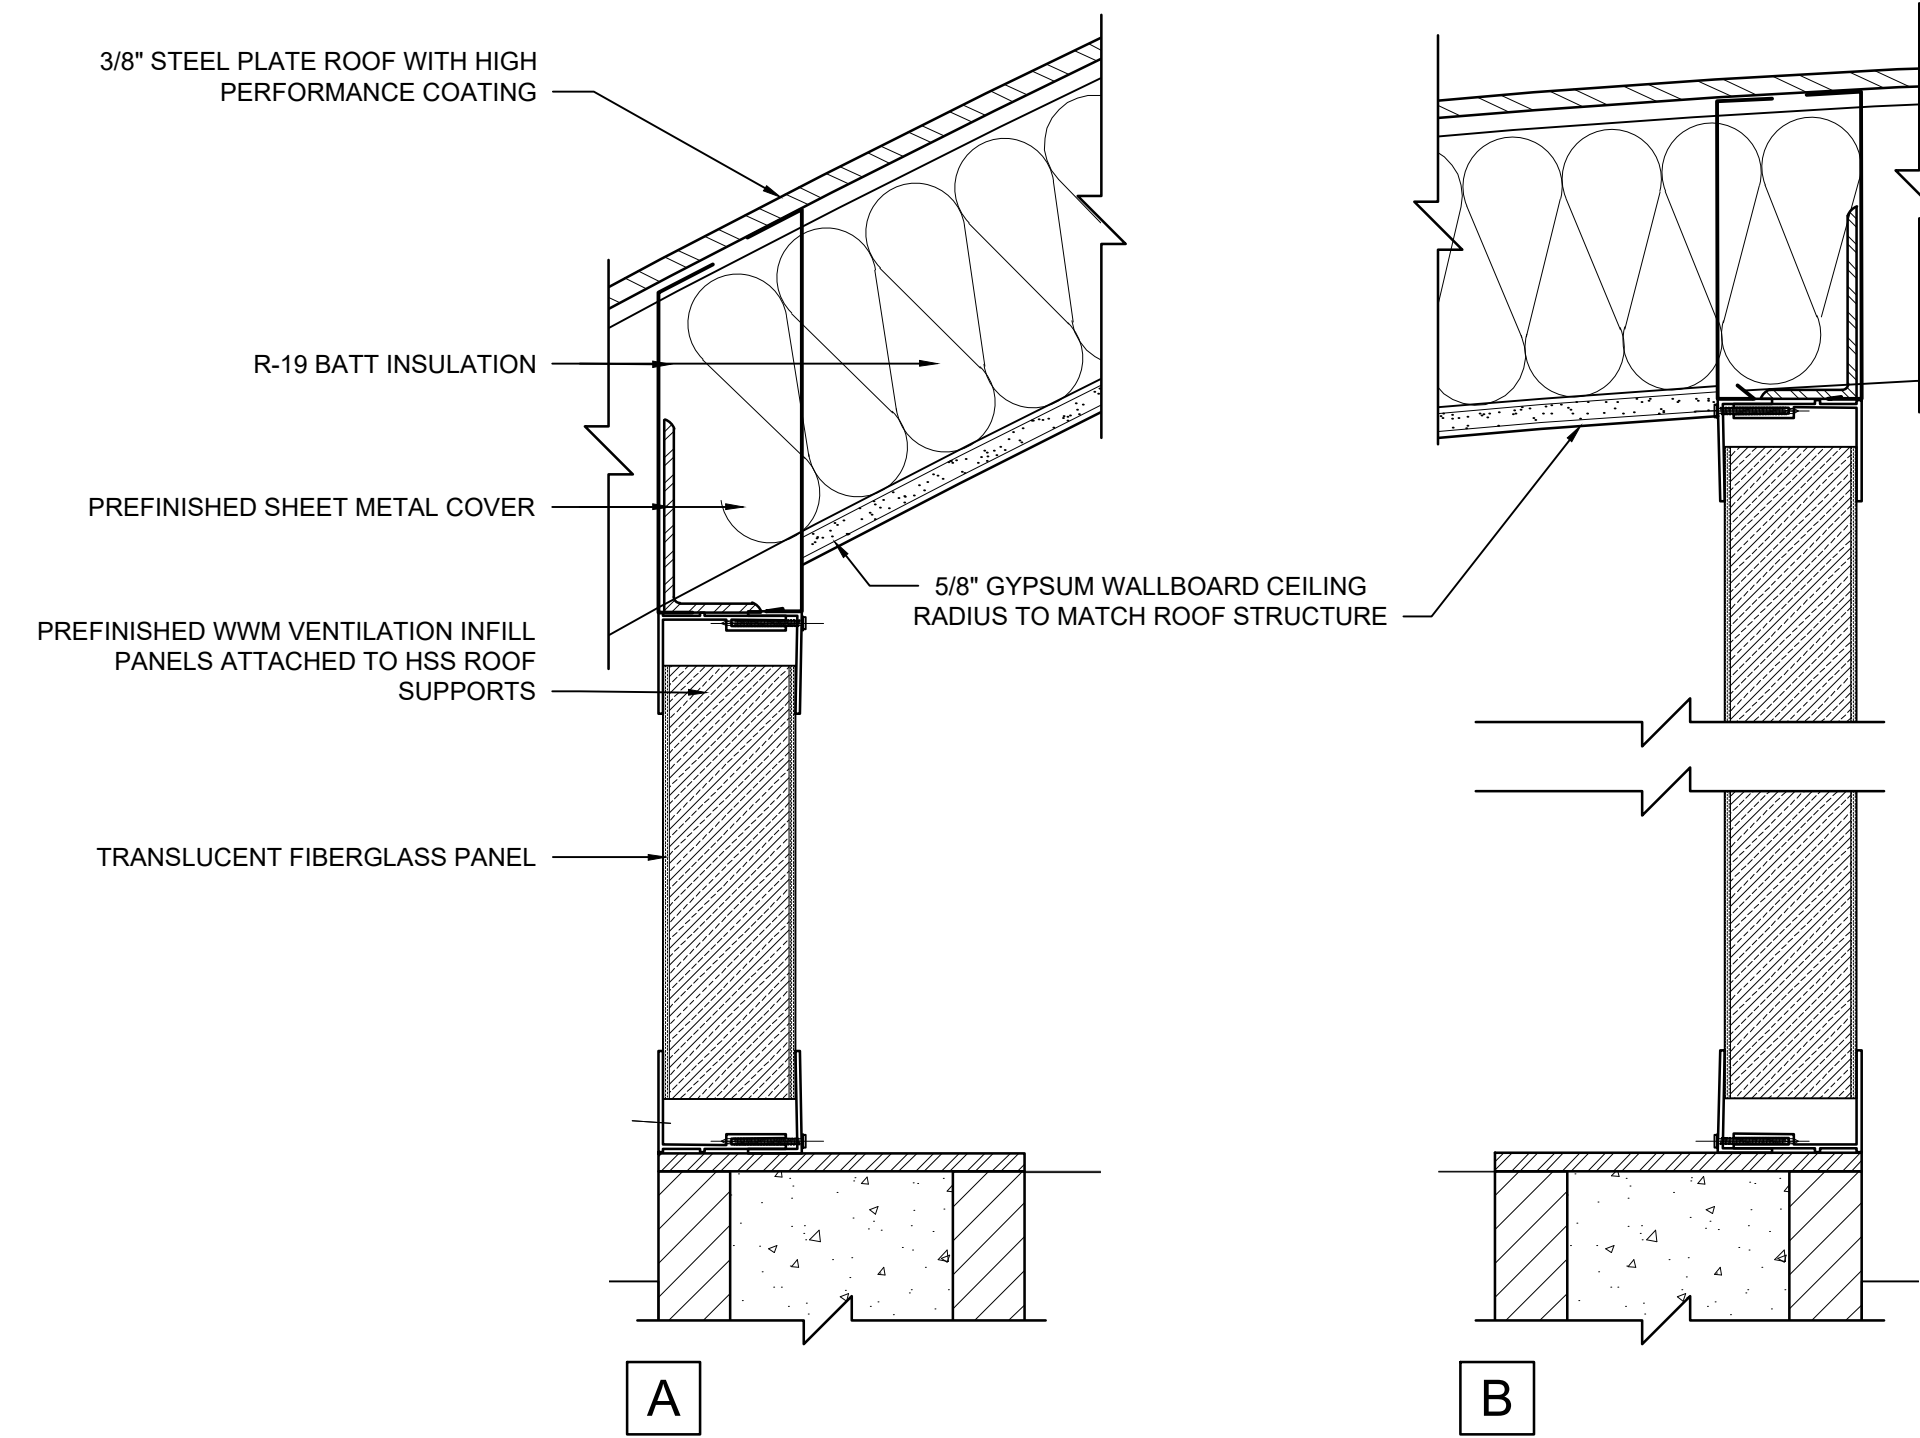 3/8" STEEL PLATE ROOF WITH HIGH
PERFORMANCE COATING
R-19 BATT INSULATION
PREFINISHED SHEET METAL COVER
PREFINISHED WWM VENTILATION INFILL
PANELS ATTACHED TO HSS ROOF
SUPPORTS
TRANSLUCENT FIBERGLASS PANEL
5/8" GYPSUM WALLBOARD CEILING
RADIUS TO MATCH ROOF STRUCTURE
A
B